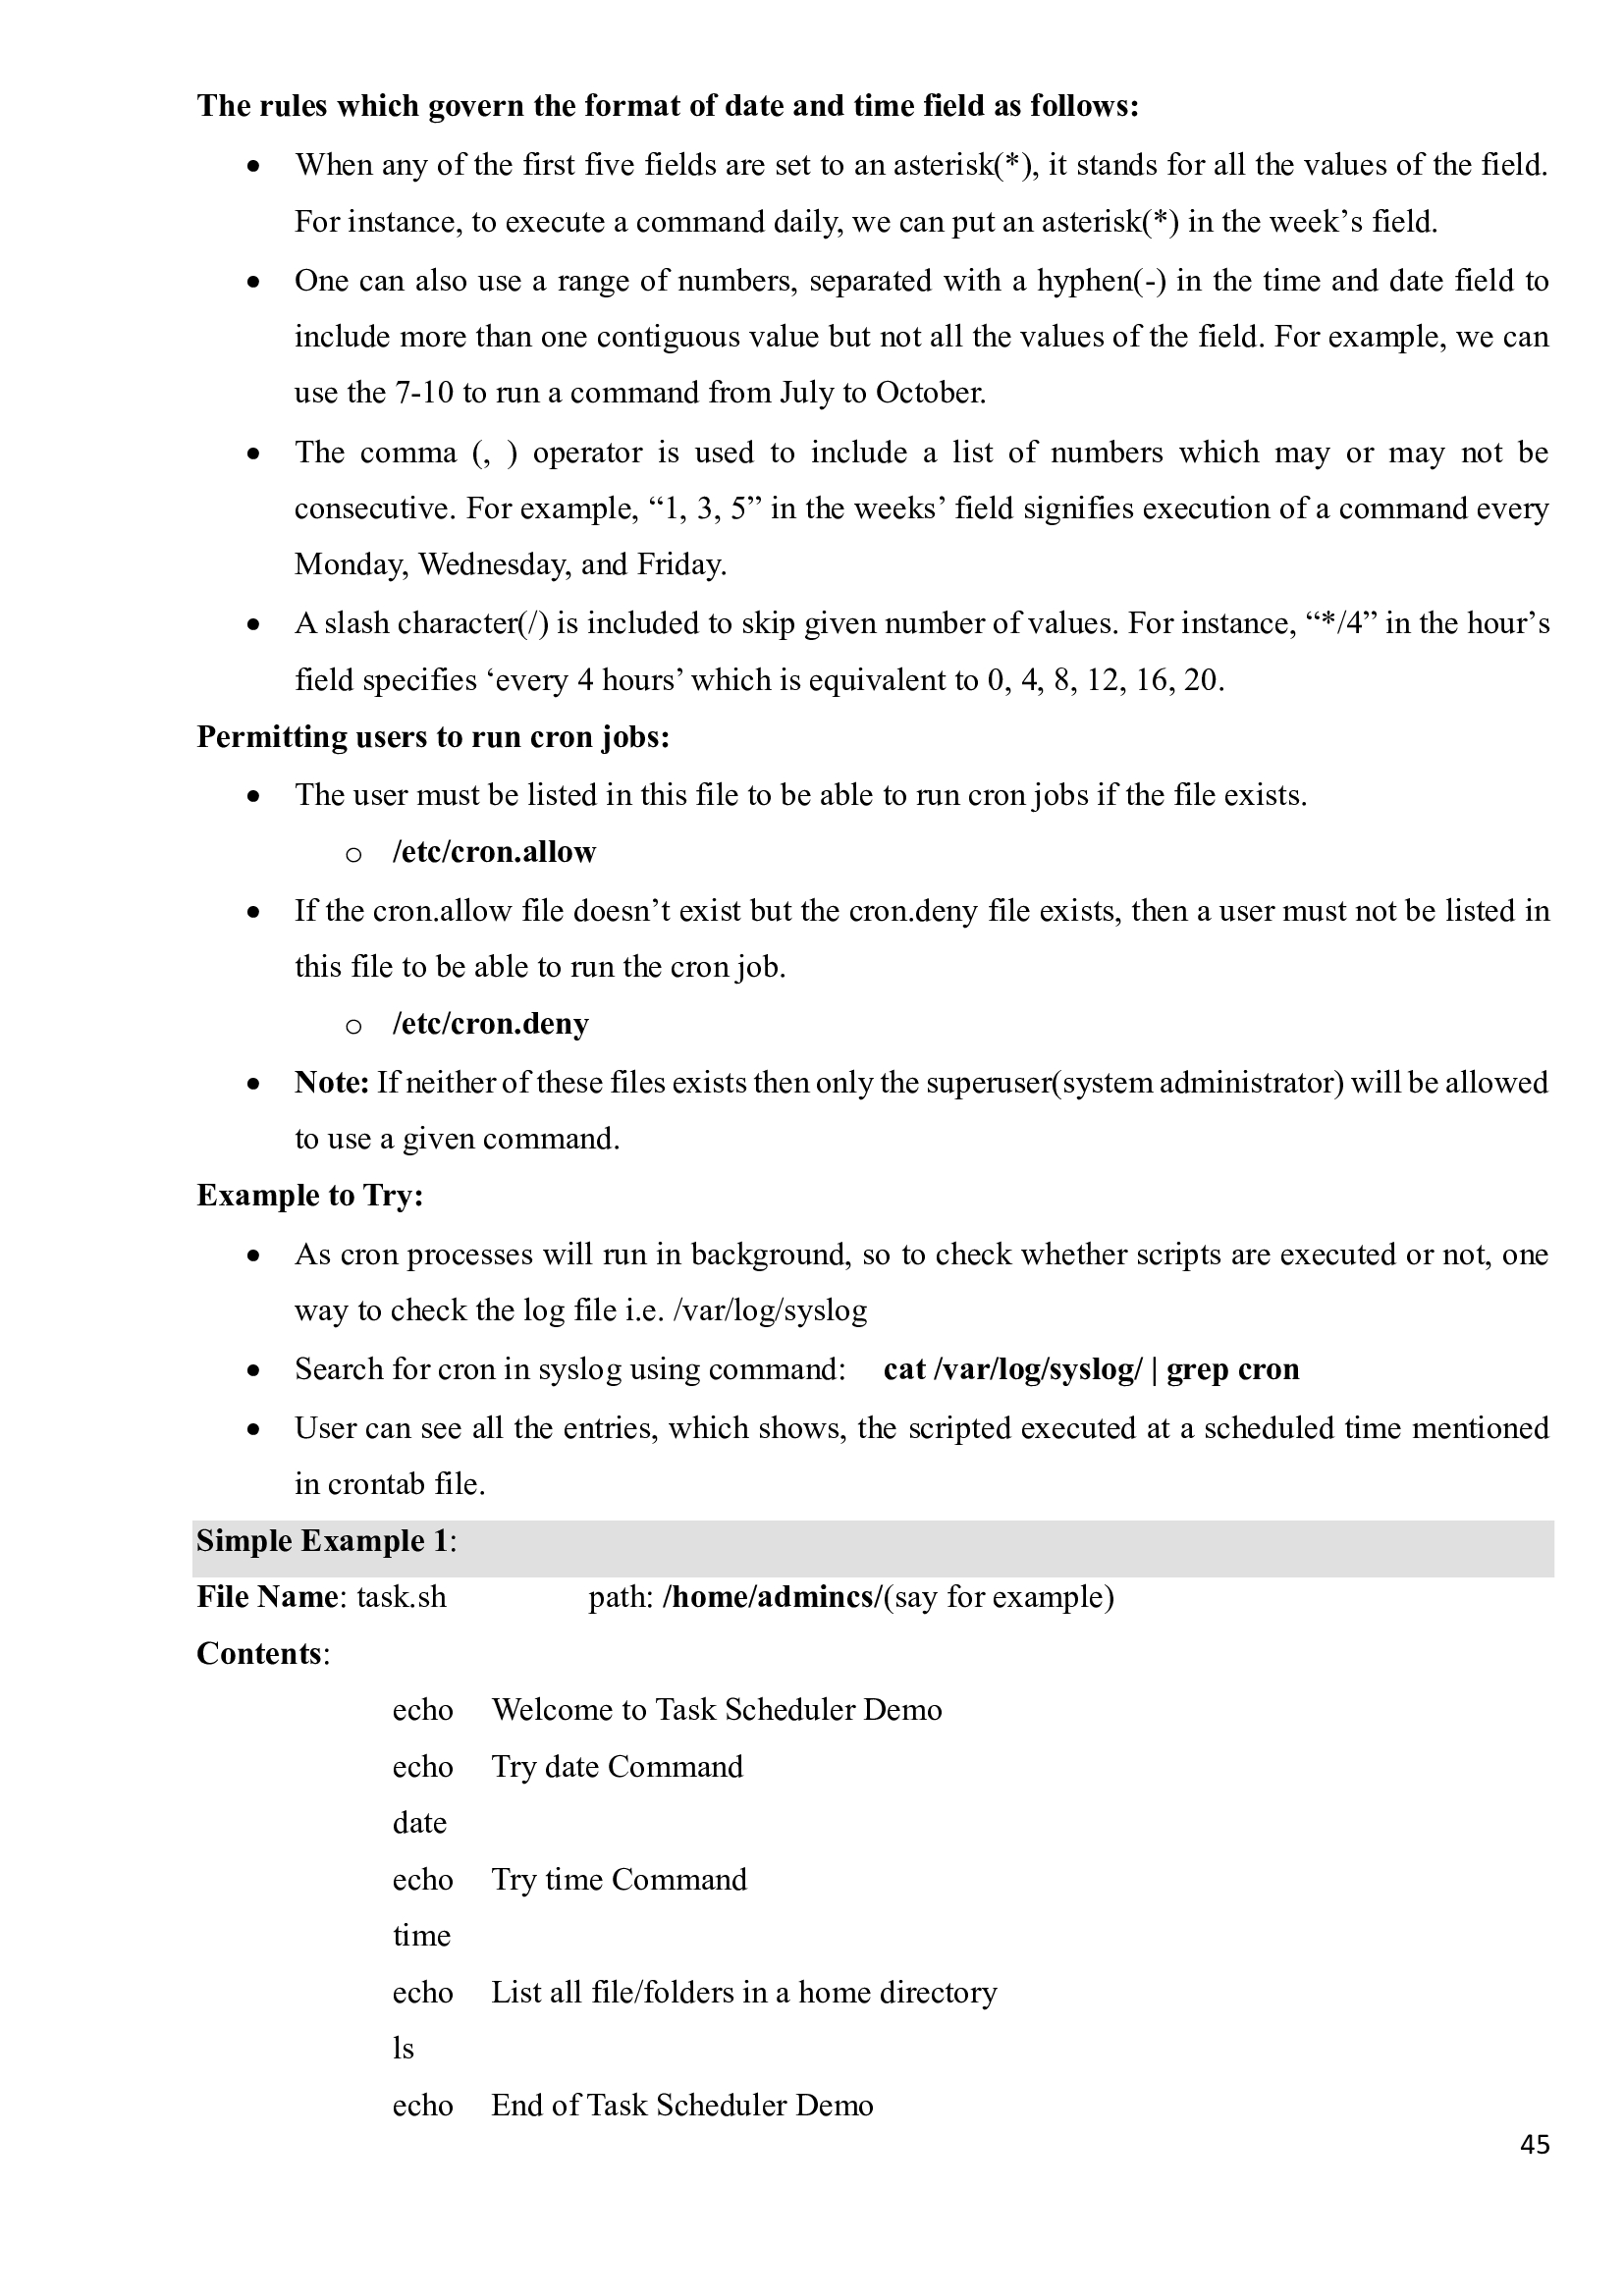 The rules which govern the format of date and time field as follows:
• When any of the first five fields are set to an asterisk(*), it stands for all the values of the field.
For instance, to execute a command daily, we can put an asterisk(*) in the week’s field.
• One can also use a range of numbers, separated with a hyphen(-) in the time and date field to
include more than one contiguous value but not all the values of the field. For example, we can
use the 7-10 to run a command from July to October.
• The comma (, ) operator is used to include a list of numbers which may or may not be
consecutive. For example, “1, 3, 5” in the weeks’ field signifies execution of a command every
Monday, Wednesday, and Friday.
• A slash character(/) is included to skip given number of values. For instance, “*/4” in the hour’s
field specifies ‘every 4 hours’ which is equivalent to 0, 4, 8, 12, 16, 20.
Permitting users to run cron jobs:
• The user must be listed in this file to be able to run cron jobs if the file exists.
o /etc/cron.allow
• If the cron.allow file doesn’t exist but the cron.deny file exists, then a user must not be listed in
this file to be able to run the cron job.
o /etc/cron.deny
• Note: If neither of these files exists then only the superuser(system administrator) will be allowed
to use a given command.
Example to Try:
• As cron processes will run in background, so to check whether scripts are executed or not, one
way to check the log file i.e. /var/log/syslog
• Search for cron in syslog using command: cat /var/log/syslog/ | grep cron
• User can see all the entries, which shows, the scripted executed at a scheduled time mentioned
in crontab file.
Simple Example 1:
File Name: task.sh path: /home/admincs/(say for example)
Contents:
echo Welcome to Task Scheduler Demo
echo Try date Command
date
echo Try time Command
time
echo List all file/folders in a home directory
ls
echo End of Task Scheduler Demo
45